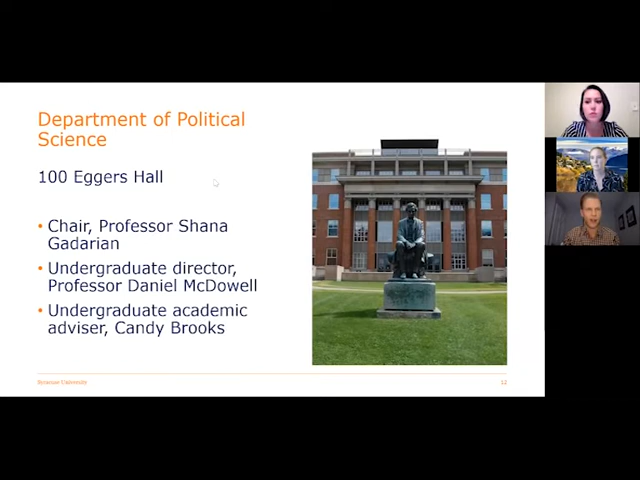 Department of Political
Science
100 Eggers Hall
• Chair, Professor Shana
Gadarian
• Undergraduate director,
Professor Daniel McDowell
• Undergraduate academic
adviser, Candy Brooks
Syracuse University
12